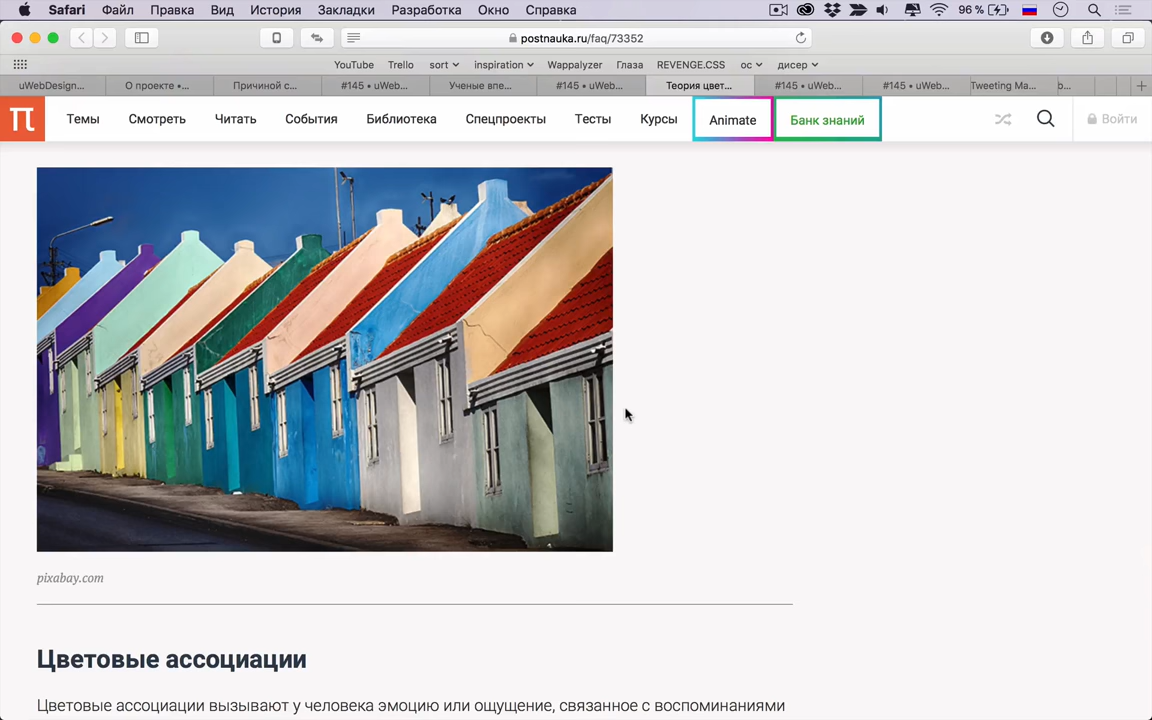 Safari Файл Правка Вид История Закладки Разработка Окно Справка 96 %
postnauka.ru/faq/73352
YouTube Trello sort inspiration Wappalyzer Глаза REVENGE.CSS ос дисер
uWebDesign... О проекте •... Причиной с... #145 • uWeb... Ученые впе... #145 • uWeb... Теория цвет... #145 • uWeb... #145 • uWeb... Tweeting Ma... b...
π Темы Смотреть Читать События Библиотека Спецпроекты Тесты Курсы Animate Банк знаний Войти
pixabay.com
Цветовые ассоциации
Цветовые ассоциации вызывают у человека эмоцию или ощущение, связанное с воспоминаниями